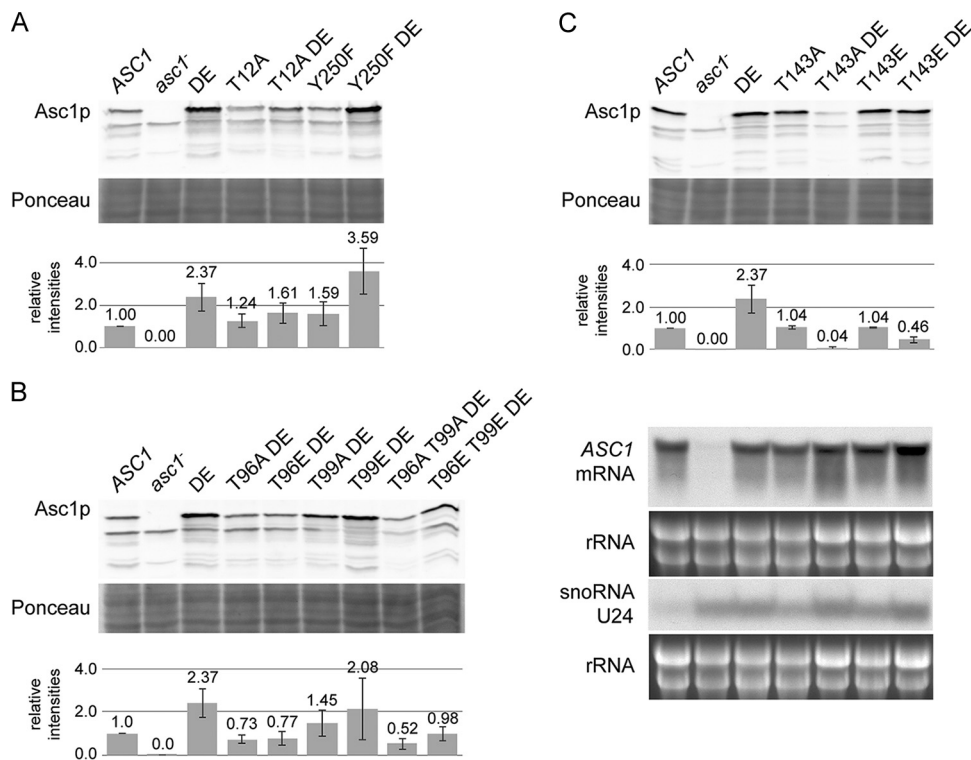 A
ASC1 asc1- DE T12A T12A DE Y250F Y250F DE
Asc1p
Ponceau
relative
intensities
4.0
2.0
0.0
1.00 0.00 2.37 1.24 1.61 1.59 3.59
B
ASC1 asc1- DE T96A DE T96E DE T99A DE T99E DE T96A T99A DE T96E T99E DE
Asc1p
Ponceau
relative
intensities
4.0
2.0
0.0
1.0 0.0 2.37 0.73 0.77 1.45 2.08 0.52 0.98
C
ASC1 asc1- DE T143A T143A DE T143E T143E DE
Asc1p
Ponceau
relative
intensities
4.0
2.0
0.0
1.00 0.00 2.37 1.04 0.04 1.04 0.46
ASC1
mRNA
rRNA
snoRNA
U24
rRNA